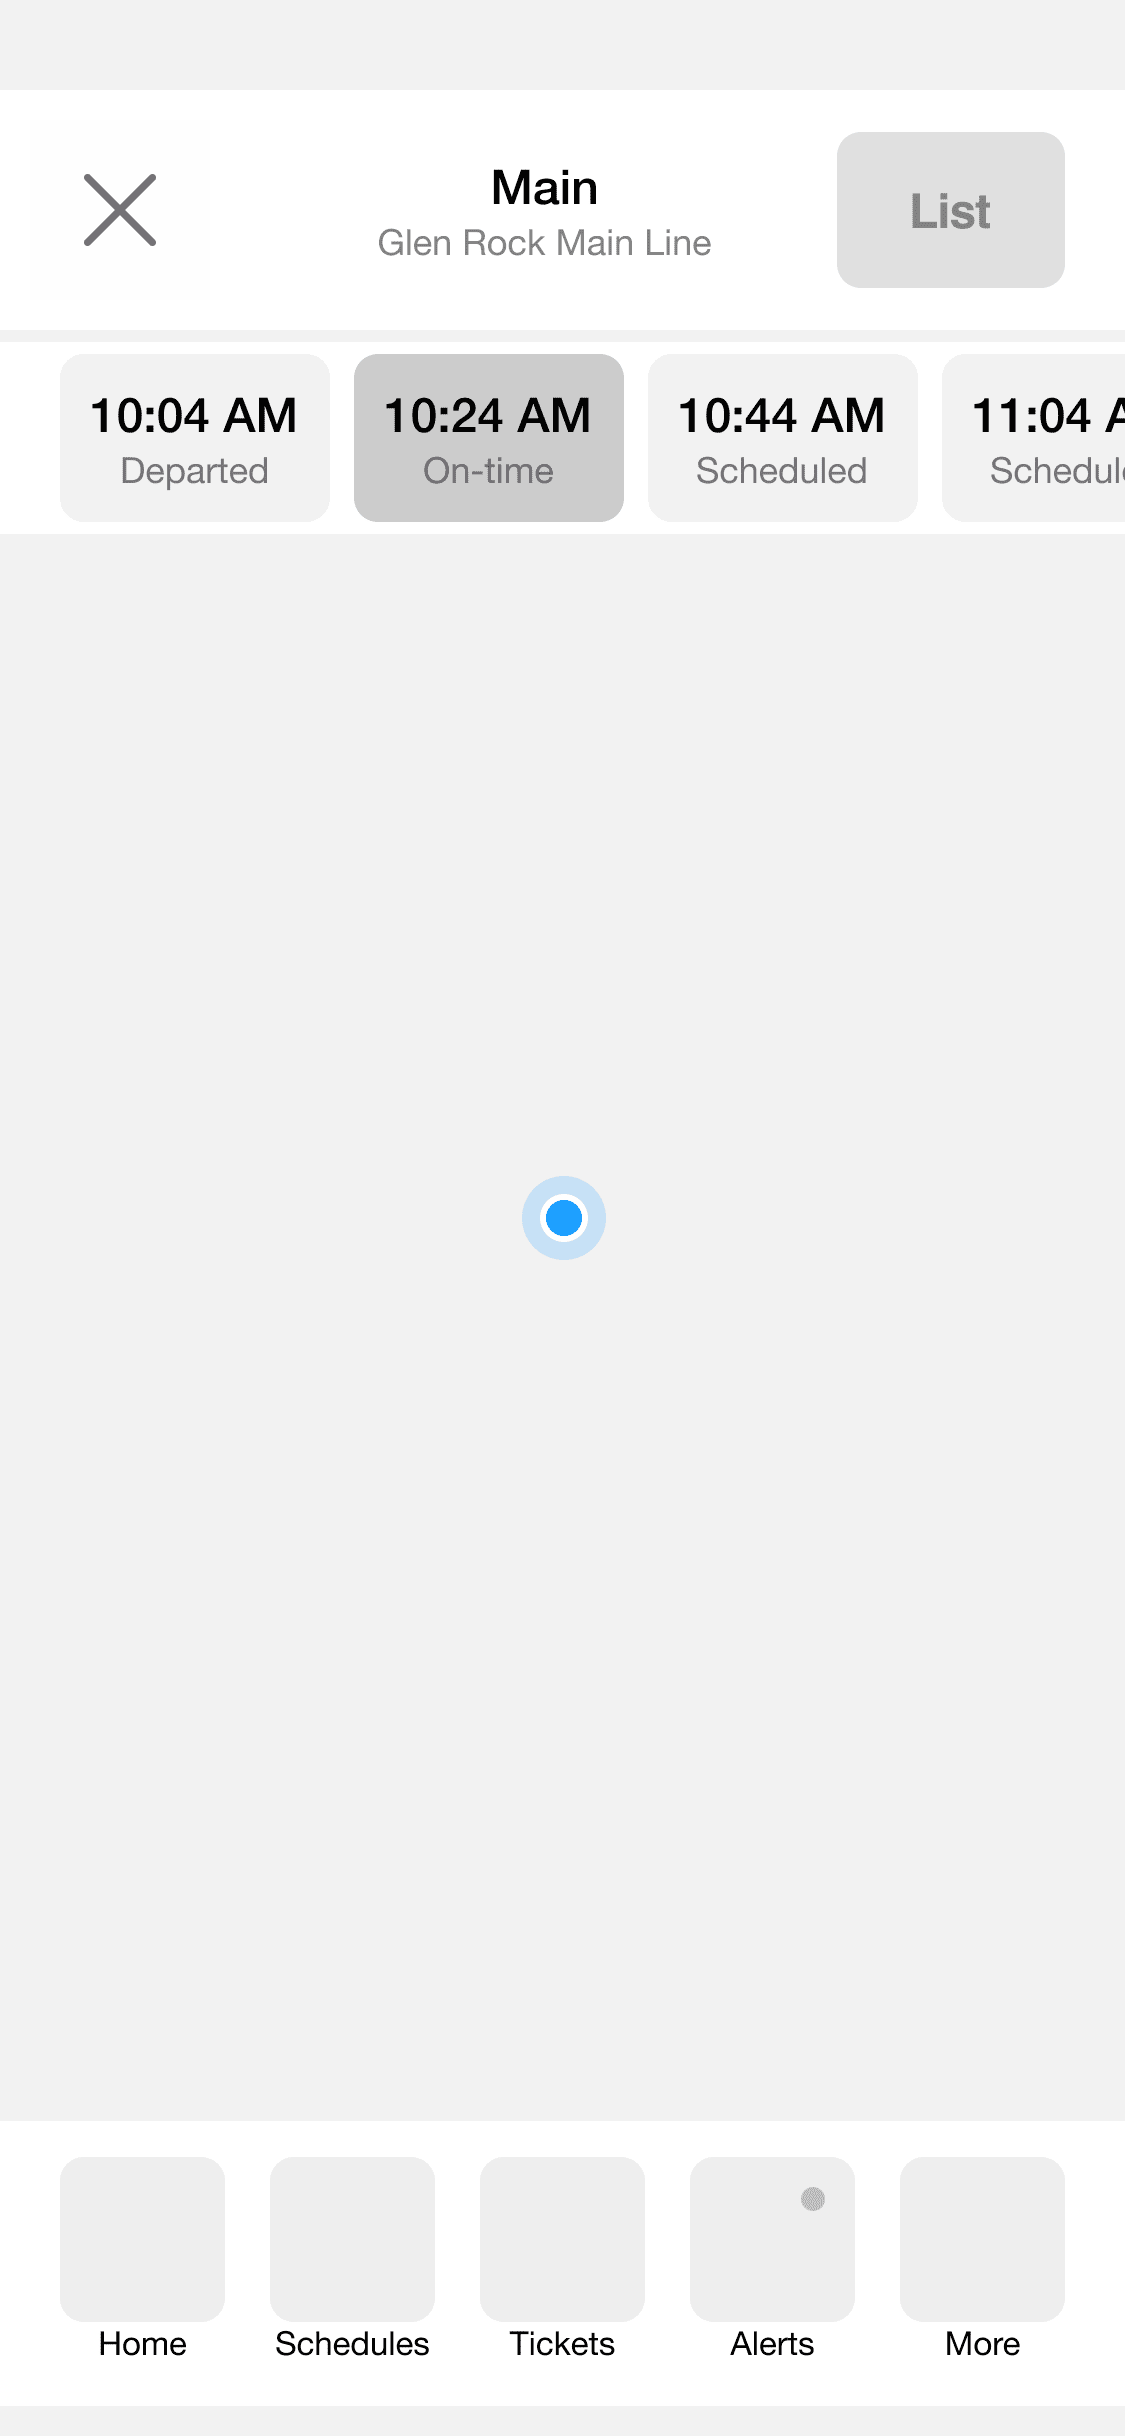 Main
Glen Rock Main Line
List
10:04 AM
Departed
10:24 AM
On-time
10:44 AM
Scheduled
11:04
Home
Schedules
Tickets
Alerts
More